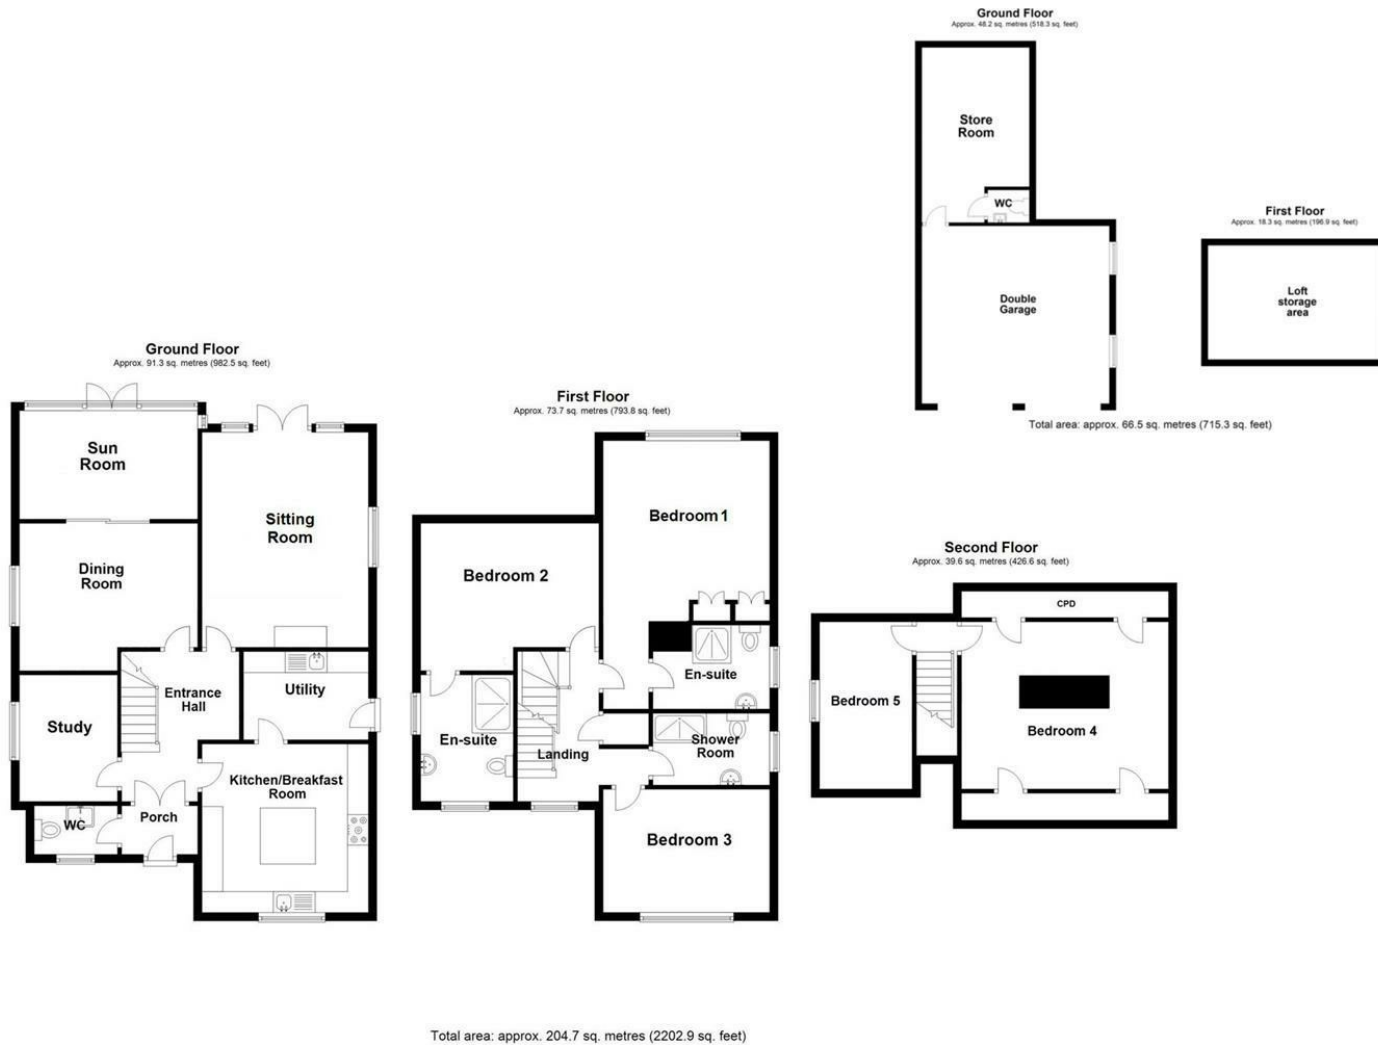 Ground Floor
Approx. 48.2 sq. metres (518.3 sq. feet)
Store
Room
WC
Double
Garage
First Floor
Approx. 18.3 sq. metres (196.9 sq. feet)
Loft
storage
area
Total area: approx. 66.5 sq. metres (715.3 sq. feet)
Ground Floor
Approx. 91.3 sq. metres (982.5 sq. feet)
Sun
Room
Sitting
Room
Dining
Room
Entrance
Hall
Utility
Study
Kitchen/Breakfast
Room
WC
Porch
First Floor
Approx. 73.7 sq. metres (793.8 sq. feet)
Bedroom 1
Bedroom 2
En-suite
En-suite
Landing
Shower
Room
Bedroom 3
Second Floor
Approx. 39.6 sq. metres (426.6 sq. feet)
CPD
Bedroom 5
Bedroom 4
Total area: approx. 204.7 sq. metres (2202.9 sq. feet)